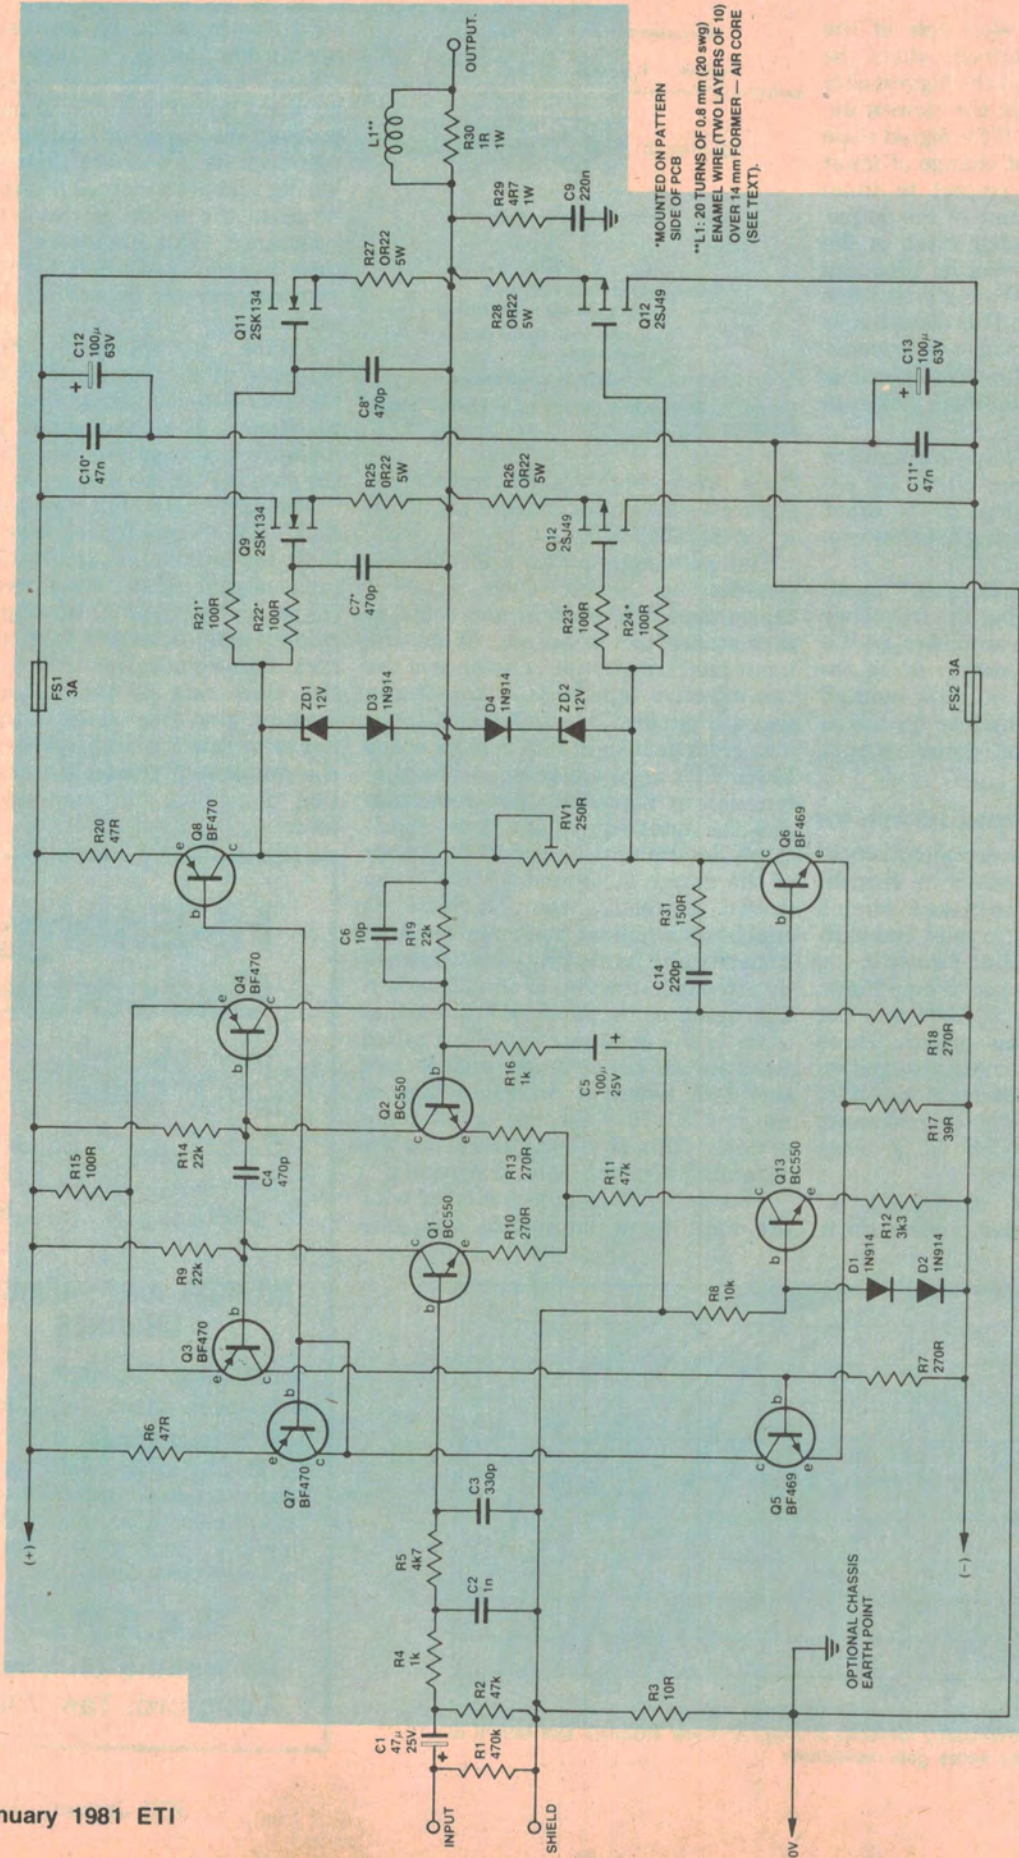 OUTPUT.
L1**
R30
1R
1W
R29
4R7
1W
C9
220n
*MOUNTED ON PATTERN
SIDE OF PCB
**L1: 20 TURNS OF 0.8 mm (20 swg)
ENAMEL WIRE (TWO LAYERS OF 10)
OVER 14 mm FORMER — AIR CORE
(SEE TEXT).
C12
100μ
63V
+
C10*
47n
Q11
2SK134
R27
OR22
5W
R28
OR22
5W
Q12
2SJ49
C8*
470p
C13
100μ
63V
+
C11*
47n
Q9
2SK134
R25
0R22
5W
R26
OR22
5W
Q12
2SJ49
C7*
470p
R21*
100R
R22*
100R
R23*
100R
R24*
100R
FS1
3A
FS2 3A
ZD1
12V
D3
1N914
D4
1N914
ZD2
12V
R20
47R
Q8
BF470
e
c
b
RV1
250R
C6
10p
R19
22k
R31
150R
C14
220p
Q6
BF469
c
e
b
Q4
BF470
e
c
b
R18
270R
R17
39R
R16
1k
C5
100μ
25V
+
Q2
BC550
b
c
e
R14
22k
R15
100R
C4
470p
R13
270R
R11
47k
R10
270R
Q13
BC550
c
e
b
R12
3k3
D1
1N914
D2
1N914
R9
22k
Q1
BC550
c
e
b
R8
10k
Q3
BF470
b
e
c
R7
270R
R6
47R
Q7
BF470
b
e
c
Q5
BF469
b
c
e
(+)
(−)
C3
330p
R5
4k7
C2
1n
R4
1k
R2
47k
R3
10R
C1
47μ
25V
+
R1
470k
INPUT
SHIELD
OPTIONAL CHASSIS
EARTH POINT
0V
nuary 1981 ETI